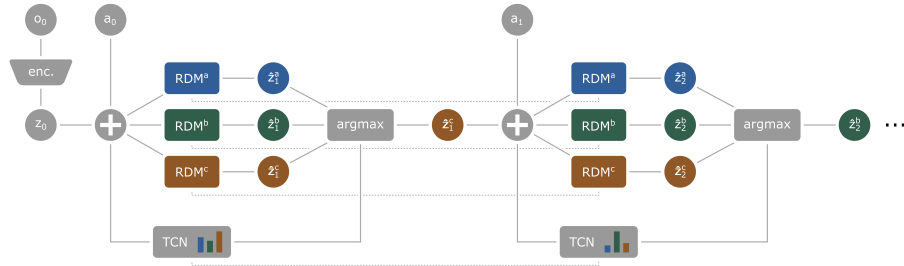 o₀ a₀ a₁
enc.
RDMᵃ ẑ₁ᵃ RDMᵃ ẑ₂ᵃ
z₀ RDMᵇ ẑ₁ᵇ argmax ẑ₁ᶜ RDMᵇ ẑ₂ᵇ argmax ẑ₂ᵇ ...
RDMᶜ ẑ₁ᶜ RDMᶜ ẑ₂ᶜ
TCN TCN